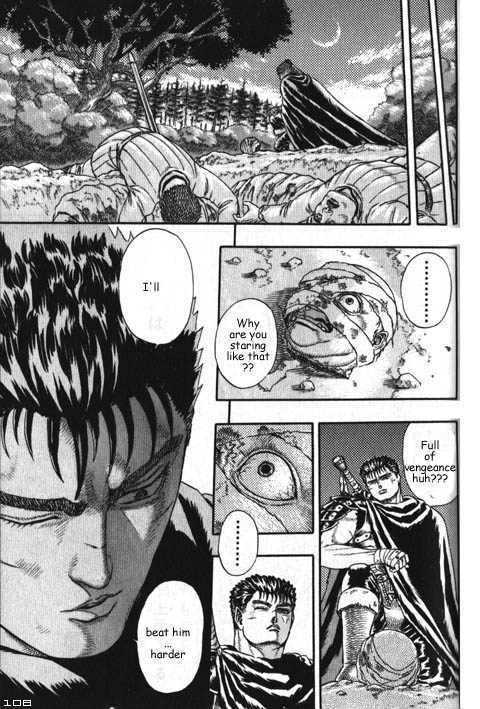 ......
Why
are you
staring
like that
??
Full
of
vengeance
huh???
......
I'll
beat him
...
harder
108